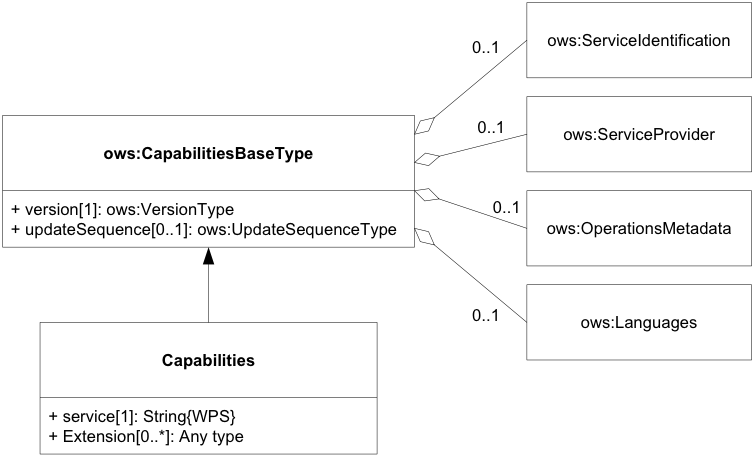 0..1
ows:ServiceIdentification
0..1
ows:ServiceProvider
ows:CapabilitiesBaseType
+ version[1]: ows:VersionType
+ updateSequence[0..1]: ows:UpdateSequenceType
0..1
ows:OperationsMetadata
0..1
ows:Languages
Capabilities
+ service[1]: String{WPS}
+ Extension[0..*]: Any type